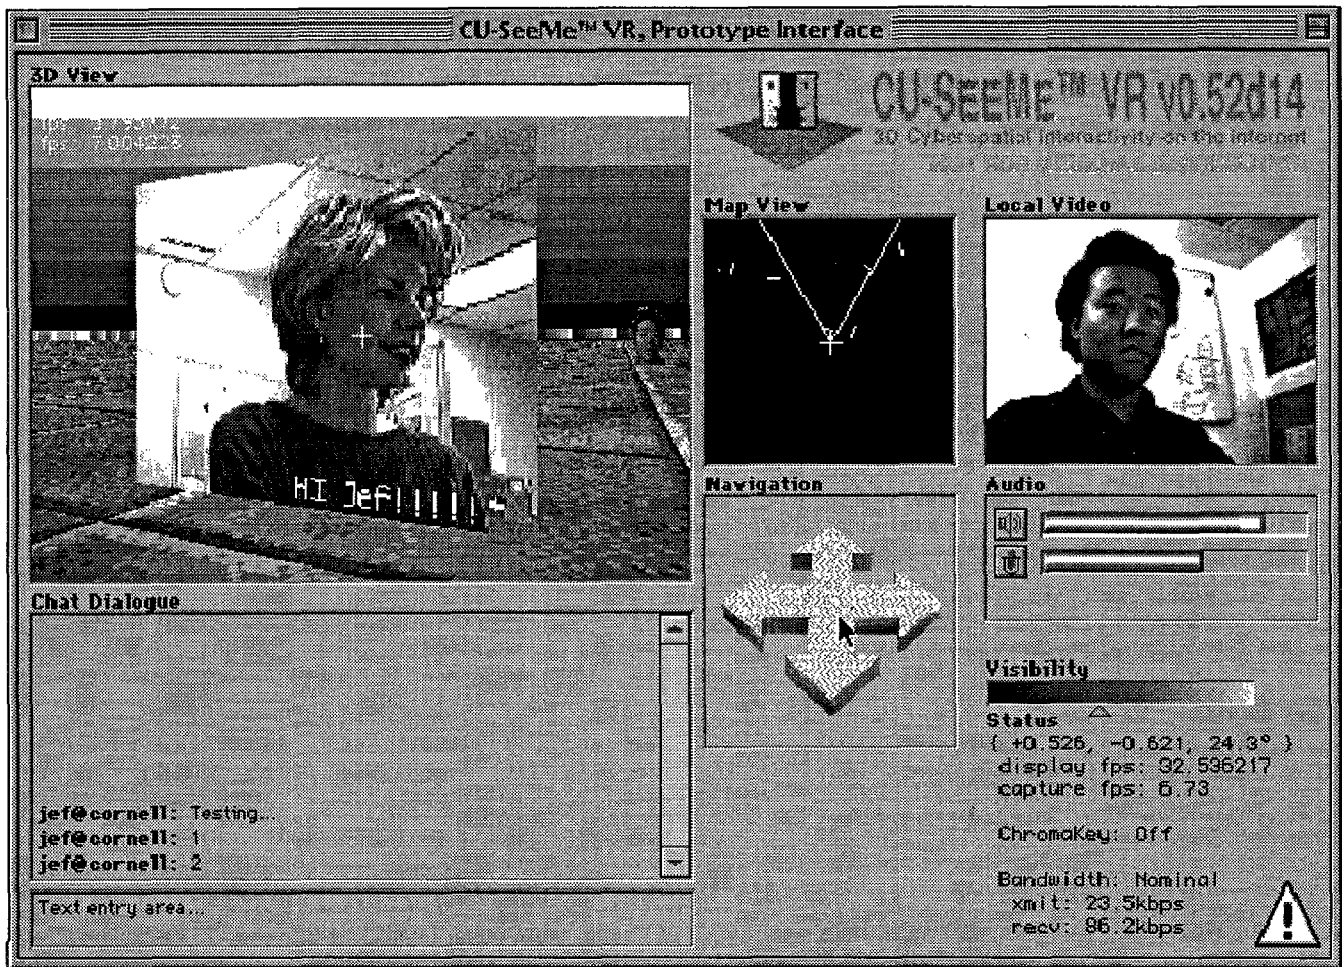 CU-SeeMe™ VR, Prototype Interface
3D View
CU-SEEME™ VR v0.52d14
3D Cyberspatial Interactivity on the Internet
Map View
Local Video
HI Jef!!!!!
Navigation
Audio
Chat Dialogue
jef@cornell: Testing...
jef@cornell: 1
jef@cornell: 2
Text entry area...
Visibility
Status
{ +0.526, -0.621, 24.3° }
display fps: 32.596217
capture fps: 6.73
ChromaKey: Off
Bandwidth: Nominal
xmit: 23.5kbps
recv: 86.2kbps